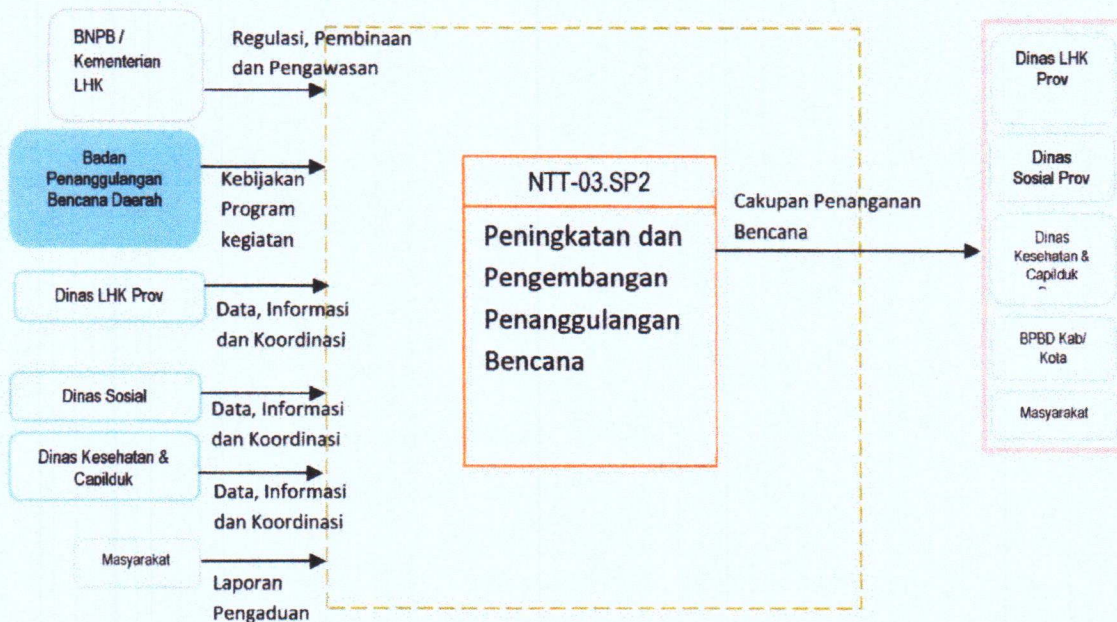 BNPB /
Kementerian
LHK
Regulasi, Pembinaan
dan Pengawasan
Badan
Penanggulangan
Bencana Daerah
Kebijakan
Program
kegiatan
Dinas LHK Prov
Data, Informasi
dan Koordinasi
Dinas Sosial
Data, Informasi
dan Koordinasi
Dinas Kesehatan &
Capilduk
Data, Informasi
dan Koordinasi
Masyarakat
Laporan
Pengaduan
NTT-03.SP2
Peningkatan dan
Pengembangan
Penanggulangan
Bencana
Cakupan Penanganan
Bencana
Dinas LHK
Prov
Dinas
Sosial Prov
Dinas
Kesehatan &
Capilduk
BPBD Kab/
Kota
Masyarakat